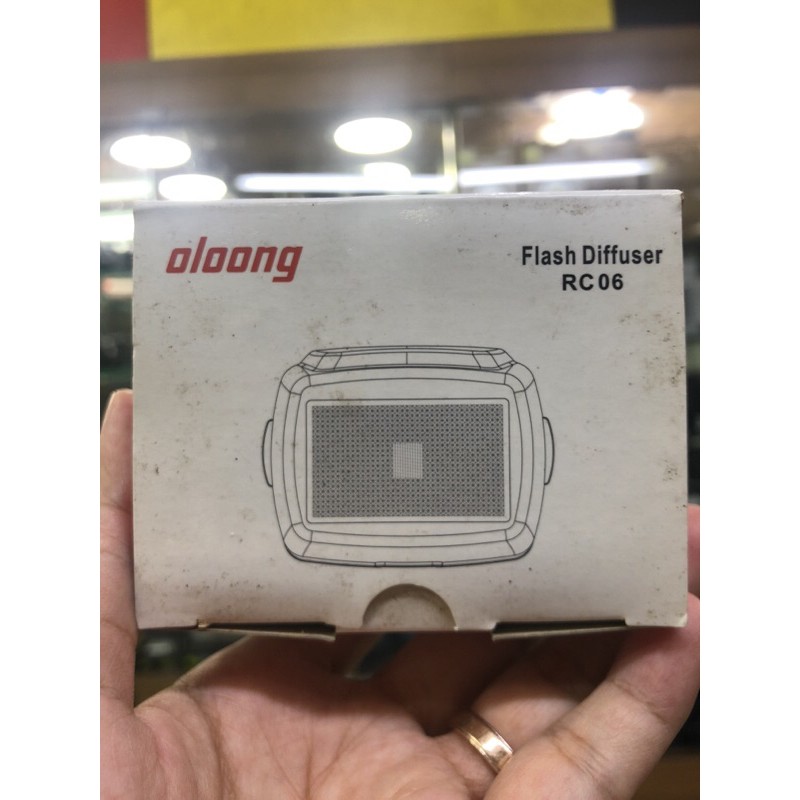 oloong
Flash Diffuser
RC06